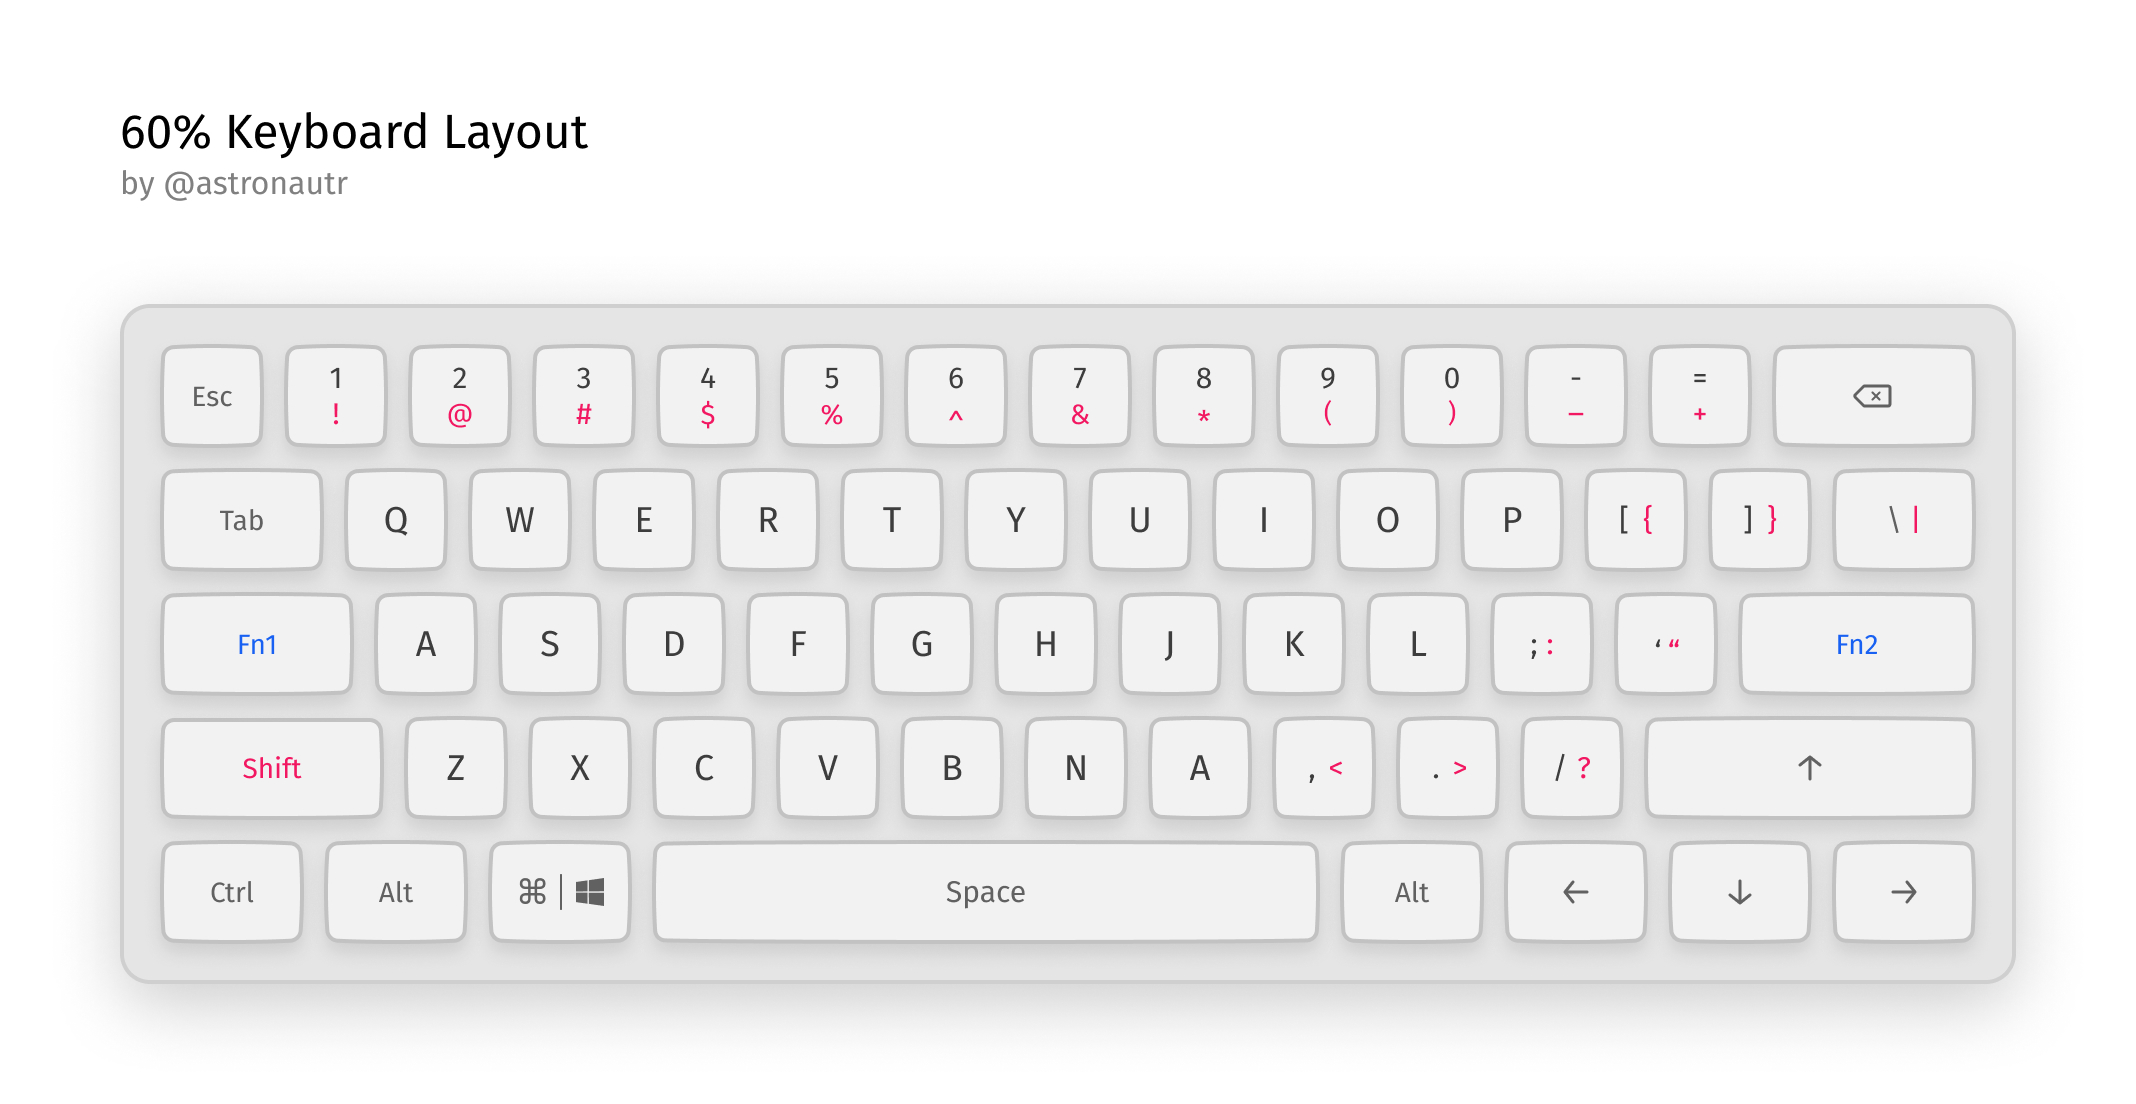 60% Keyboard Layout
by @astronautr
Esc 1 2 3 4 5 6 7 8 9 0 - =
! @ # $ % ^ & * ( ) – +
Tab Q W E R T Y U I O P [ { ] } \ |
Fn1 A S D F G H J K L ; : ‘ “ Fn2
Shift Z X C V B N A , < . > / ? ↑
Ctrl Alt ⌘ | Space Alt ← ↓ →